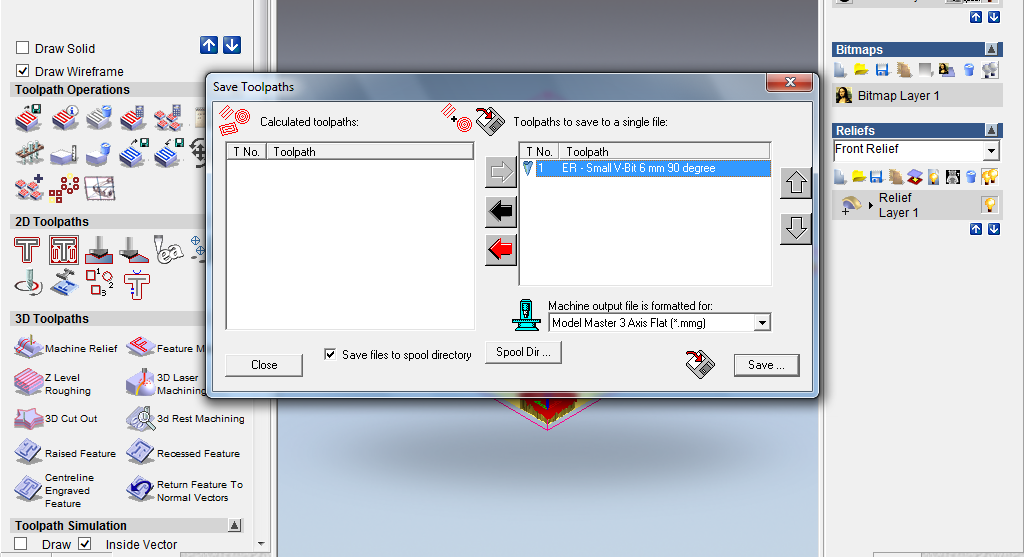 Draw Solid
Draw Wireframe
Toolpath Operations
2D Toolpaths
3D Toolpaths
Machine Relief
Feature M
Z Level
Roughing
3D Laser
Machining
3D Cut Out
3d Rest Machining
Raised Feature
Recessed Feature
Centreline
Engraved
Feature
Return Feature To
Normal Vectors
Toolpath Simulation
Draw
Inside Vector
Save Toolpaths
Calculated toolpaths:
T No. Toolpath
Toolpaths to save to a single file:
T No. Toolpath
1 ER - Small V-Bit 6 mm 90 degree
Machine output file is formatted for:
Model Master 3 Axis Flat (*.mmg)
Save files to spool directory
Spool Dir ...
Close
Save ...
Bitmaps
Bitmap Layer 1
Reliefs
Front Relief
Relief
Layer 1